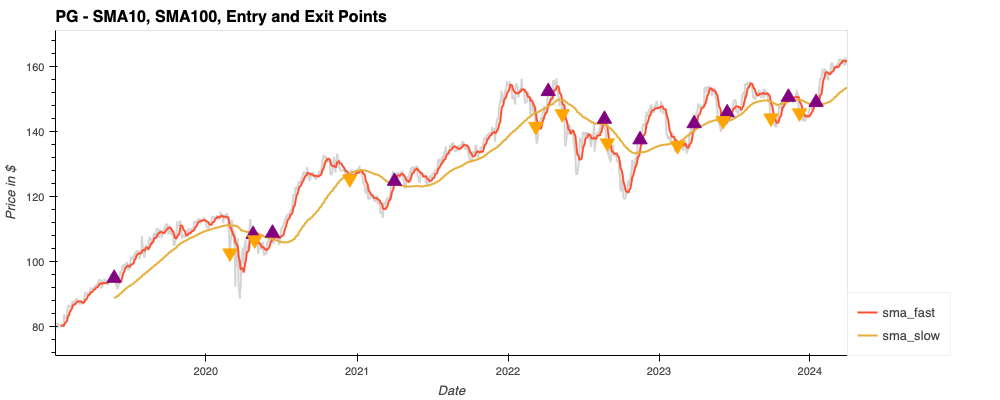 PG - SMA10, SMA100, Entry and Exit Points
Price in $
160
140
120
100
80
2020
2021
2022
2023
2024
Date
sma_fast
sma_slow